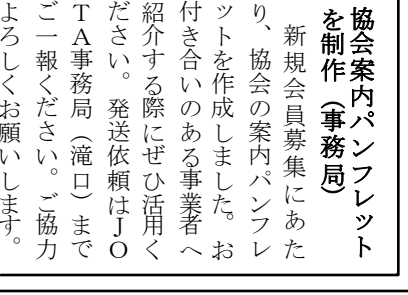 協会案内パンフレット
を制作（事務局）
新規会員募集にあた
り、協会の案内パンフレ
ットを作成しました。お
付き合いのある事業者へ
紹介する際にぜひ活用く
ださい。発送依頼はＪＯ
ＴＡ事務局（滝口）まで
ご一報ください。ご協力
よろしくお願いします。